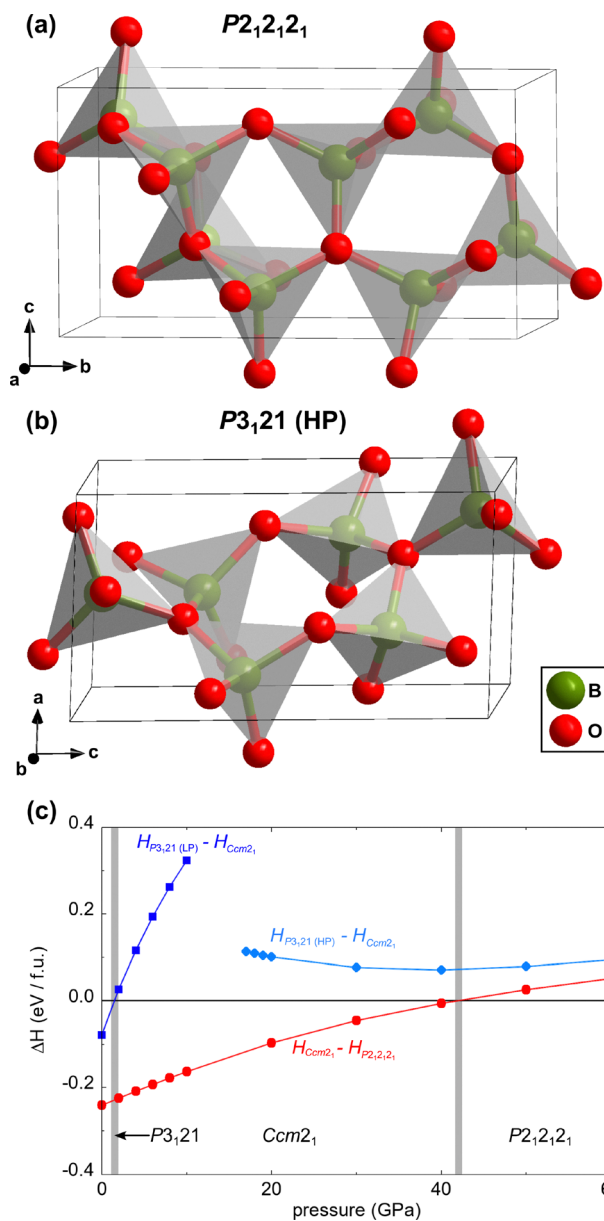 (a) P2₁2₁2₁
c
a b
(b) P3₁21 (HP)
a
b c
B
O
(c)
0.4
0.2
0.0
-0.2
-0.4
ΔH (eV / f.u.)
H_P3₁21 (LP) - H_Ccm2₁
H_P3₁21 (HP) - H_Ccm2₁
H_Ccm2₁ - H_P2₁2₁2₁
P3₁21 Ccm2₁ P2₁2₁2₁
0 20 40
pressure (GPa)